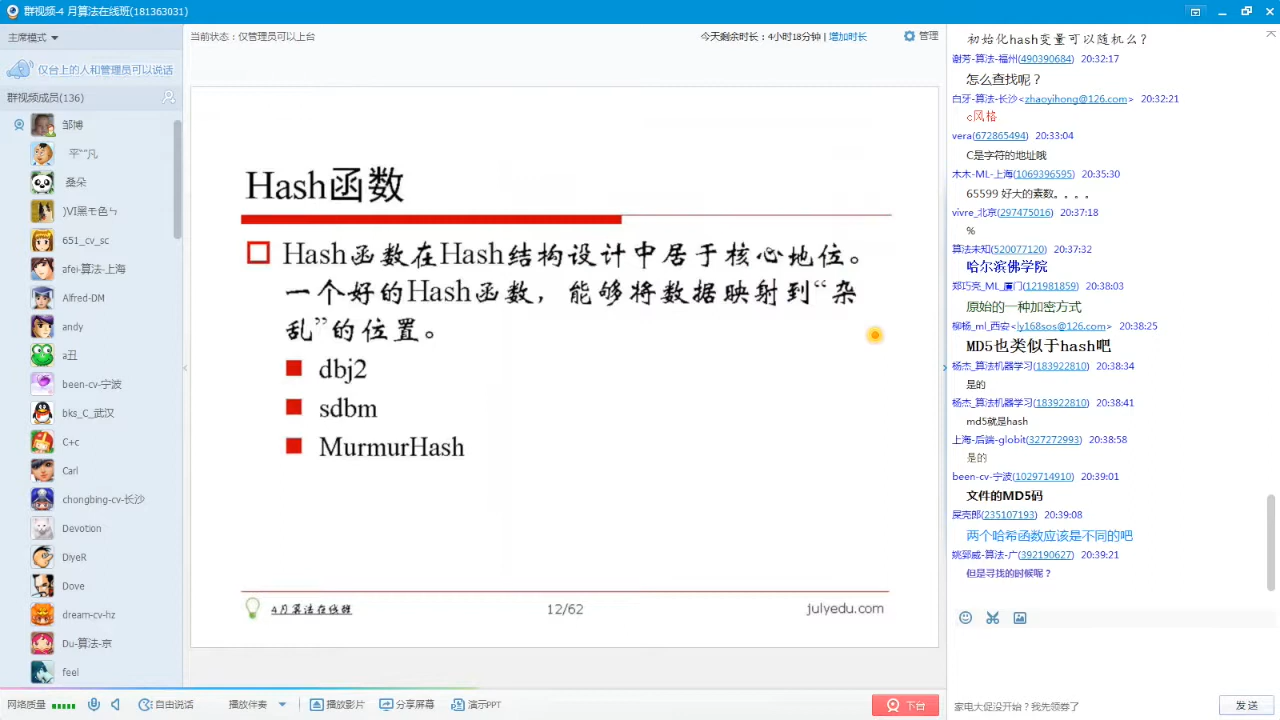 群视频-4 月算法在线班(181363031)
主席模式
当前状态：仅管理员可以上台
今天剩余时长：4小时18分钟 | 增加时长
管理
仅台上的人和管理员可以说话
群视频成员(136)
邹博
叁朵
651_cv_sc
afei-算法-上海
Alfred-DM
andy
a丑
been-cv-宁波
bks_C_武汉
C+c
Carl
chongbing-cv-长沙
Devotion
DiyeR
Dove
dream-cv-hz
Du-算法-京
feel
Hash函数
Hash函数在Hash结构设计中居于核心地位。
一个好的Hash函数，能够将数据映射到“杂
乱”的位置。
dbj2
sdbm
MurmurHash
4月算法在线班
12/62
julyedu.com
初始化hash变量可以随机么？
谢芳-算法-福州(490390684) 20:32:17
怎么查找呢？
白牙-算法-长沙<zhaoyihong@126.com> 20:32:21
c风格
vera(672865494) 20:33:04
C是字符的地址哦
木木-ML-上海(1069396595) 20:35:30
65599 好大的素数。。。。
vivre_北京(297475016) 20:37:18
%
算法未知(520077120) 20:37:32
哈尔滨佛学院
郑巧亮_ML_厦门(121981859) 20:38:03
原始的一种加密方式
柳杨_ml_西安<ly168sos@126.com> 20:38:25
MD5也类似于hash吧
杨杰_算法机器学习(183922810) 20:38:34
是的
杨杰_算法机器学习(183922810) 20:38:41
md5就是hash
上海-后端-globit(327272993) 20:38:58
是的
been-cv-宁波(1029714910) 20:39:01
文件的MD5码
屎壳郎(235107193) 20:39:08
两个哈希函数应该是不同的吧
姚郅威-算法-广(392190627) 20:39:21
但是寻找的时候呢？
网络质量
自由说话
播放伴奏
播放影片
分享屏幕
演示PPT
下台
家电大促没开始？我先领券了
发送